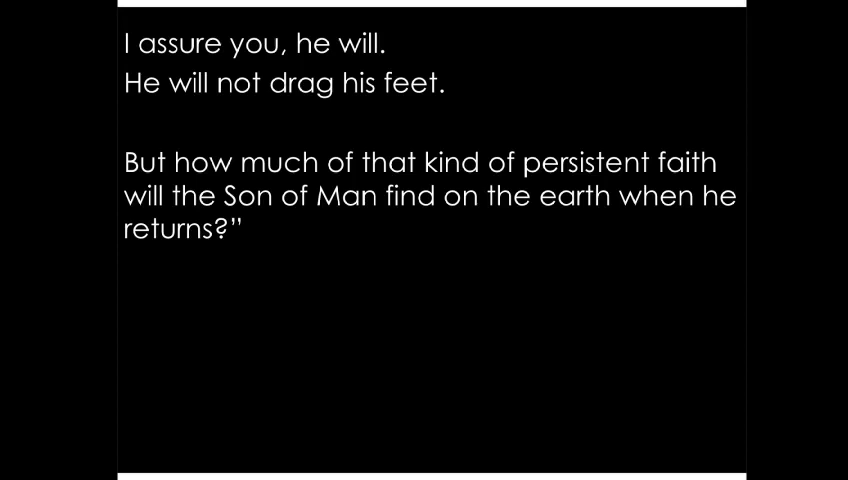 I assure you, he will.
He will not drag his feet.
But how much of that kind of persistent faith
will the Son of Man find on the earth when he
returns?”